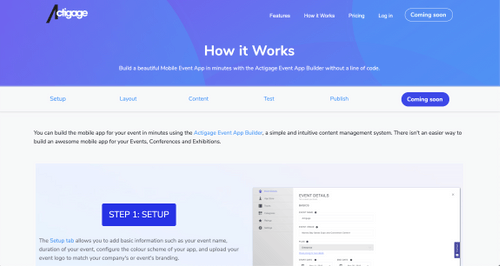 Actigage
Features How it Works Pricing Log in Coming soon
How it Works
Build a beautiful Mobile Event App in minutes with the Actigage Event App Builder without a line of code.
Setup Layout Content Test Publish Coming soon
You can build the mobile app for your event in minutes using the Actigage Event App Builder, a simple and intuitive content management system. There isn't an easier way to
build an awesome mobile app for your Events, Conferences and Exhibitions.
STEP 1: SETUP
EVENT DETAILS
The Setup tab allows you to add basic information such as your event name,
duration of your event, configure the colour scheme of your app, and upload your
event logo to match your company's or event's branding.